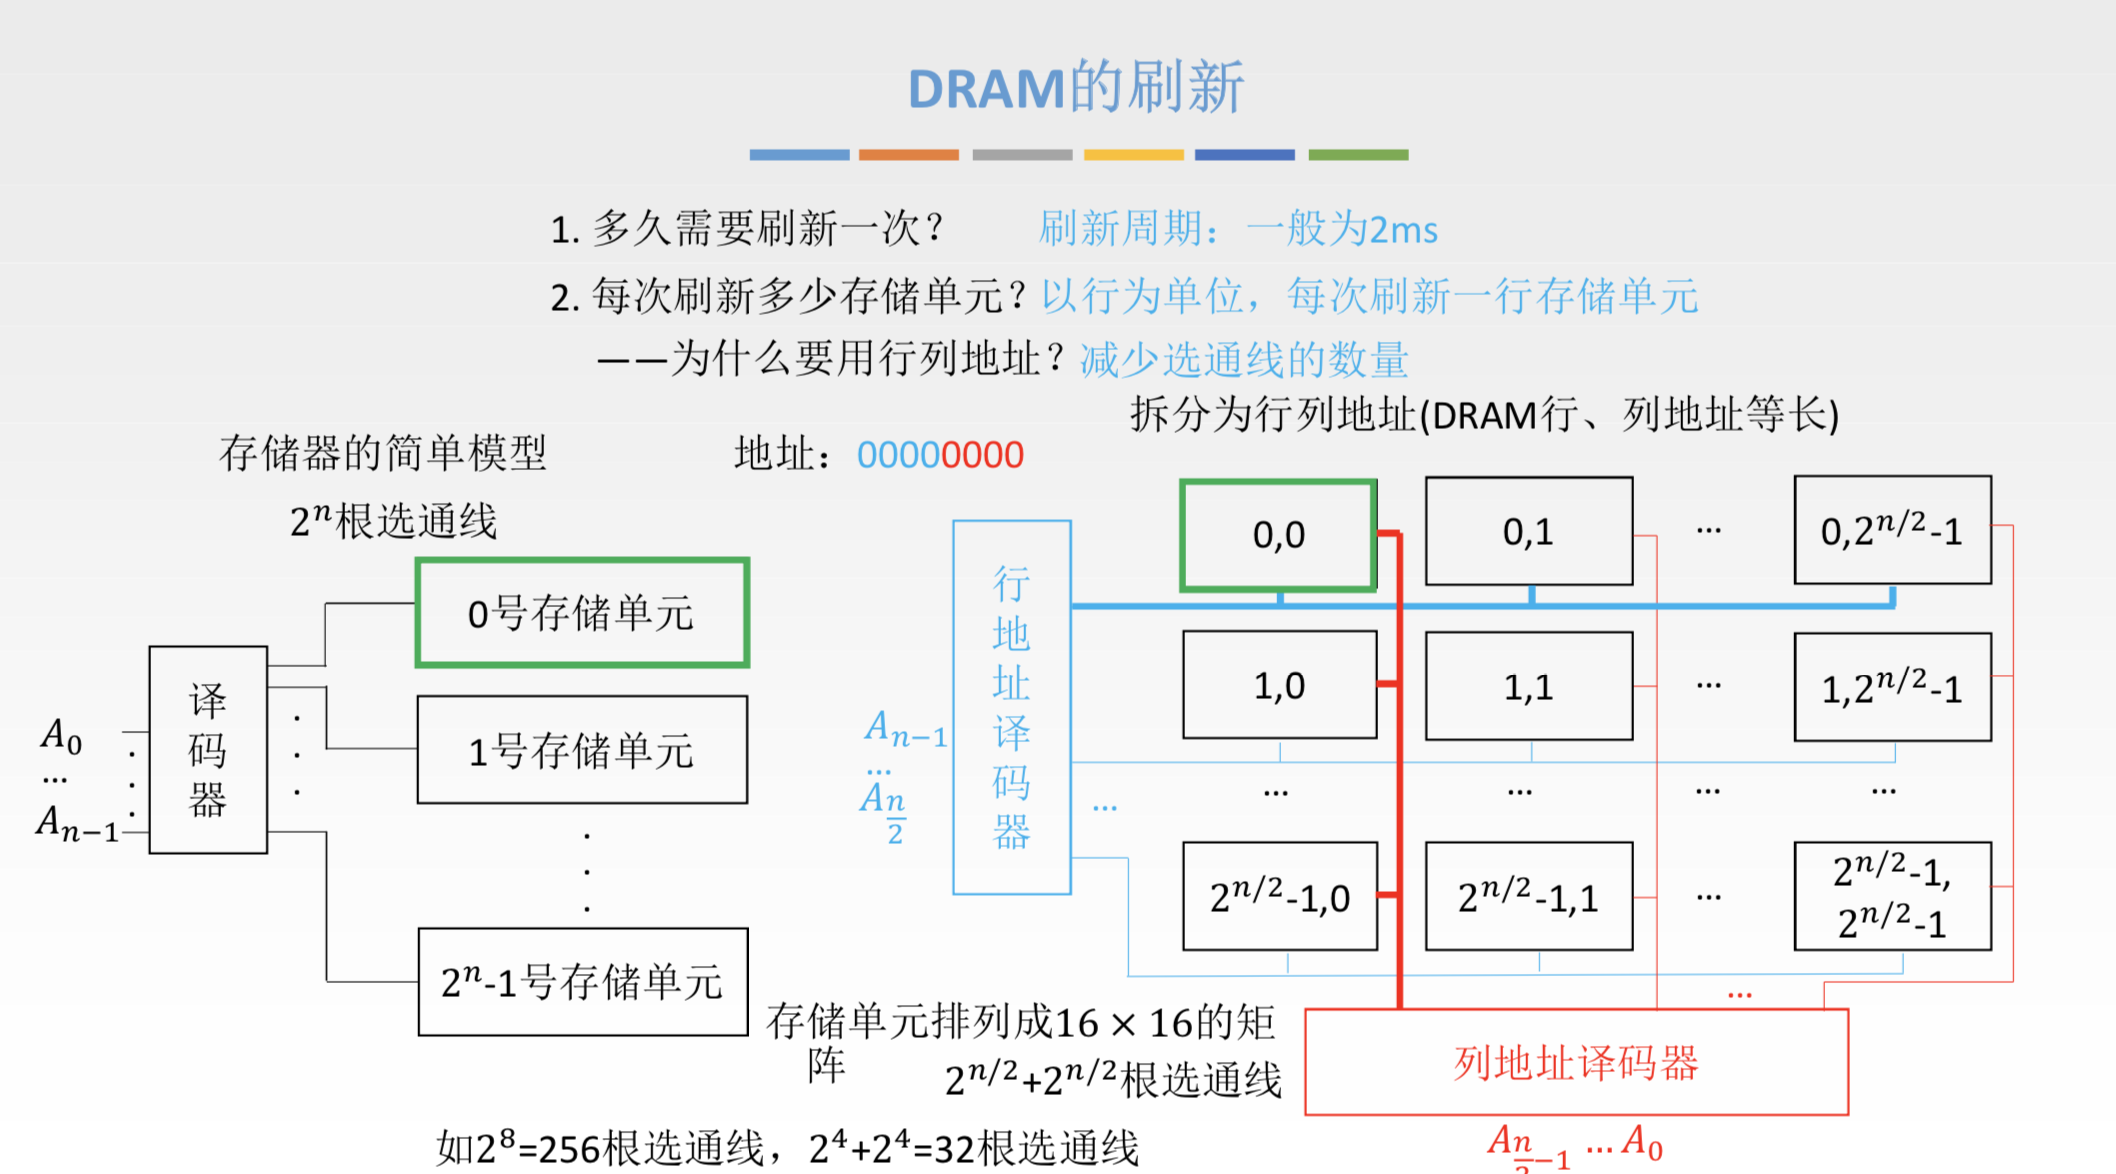 DRAM的刷新
1. 多久需要刷新一次？ 刷新周期：一般为2ms
2. 每次刷新多少存储单元？以行为单位，每次刷新一行存储单元
——为什么要用行列地址？减少选通线的数量
拆分为行列地址(DRAM行、列地址等长)
存储器的简单模型
地址：00000000
2ⁿ根选通线
0号存储单元
1号存储单元
.
.
.
2ⁿ-1号存储单元
译码器
A₀
...
Aₙ₋₁
行地址译码器
Aₙ₋₁
...
A_{n/2}
...
0,0 0,1 ... 0,2^{n/2}-1
1,0 1,1 ... 1,2^{n/2}-1
... ... ... ...
2^{n/2}-1,0 2^{n/2}-1,1 ... 2^{n/2}-1,
2^{n/2}-1
...
存储单元排列成16 × 16的矩
阵
2^{n/2}+2^{n/2}根选通线
列地址译码器
A_{n/2-1} ... A₀
如2⁸=256根选通线，2⁴+2⁴=32根选通线